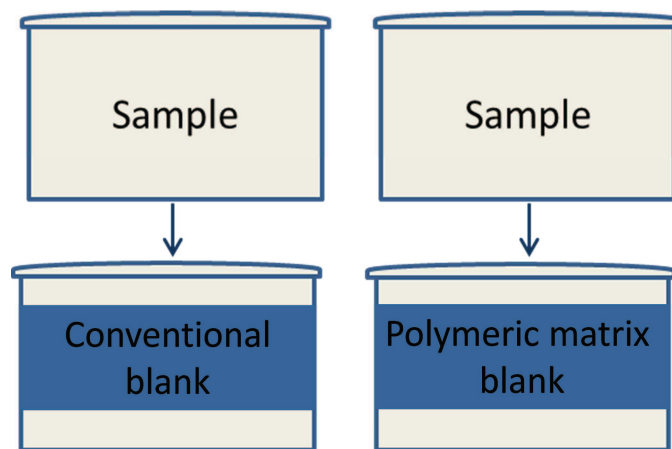 Sample
Sample
Conventional
blank
Polymeric matrix
blank